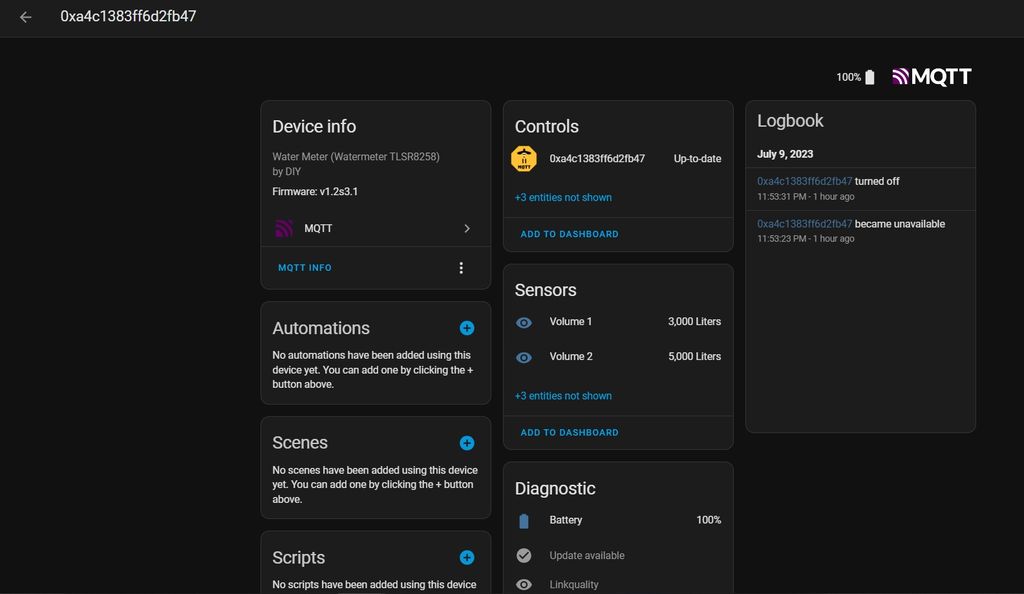 0xa4c1383ff6d2fb47
100%
MQTT
Device info
Water Meter (Watermeter TLSR8258)
by DIY
Firmware: v1.2s3.1
MQTT
MQTT INFO
Automations
No automations have been added using this
device yet. You can add one by clicking the +
button above.
Scenes
No scenes have been added using this device
yet. You can add one by clicking the + button
above.
Scripts
No scripts have been added using this device
Controls
MQTT
0xa4c1383ff6d2fb47 Up-to-date
+3 entities not shown
ADD TO DASHBOARD
Sensors
Volume 1 3,000 Liters
Volume 2 5,000 Liters
+3 entities not shown
ADD TO DASHBOARD
Diagnostic
Battery 100%
Update available
Linkquality
Logbook
July 9, 2023
0xa4c1383ff6d2fb47 turned off
11:53:31 PM - 1 hour ago
0xa4c1383ff6d2fb47 became unavailable
11:53:23 PM - 1 hour ago